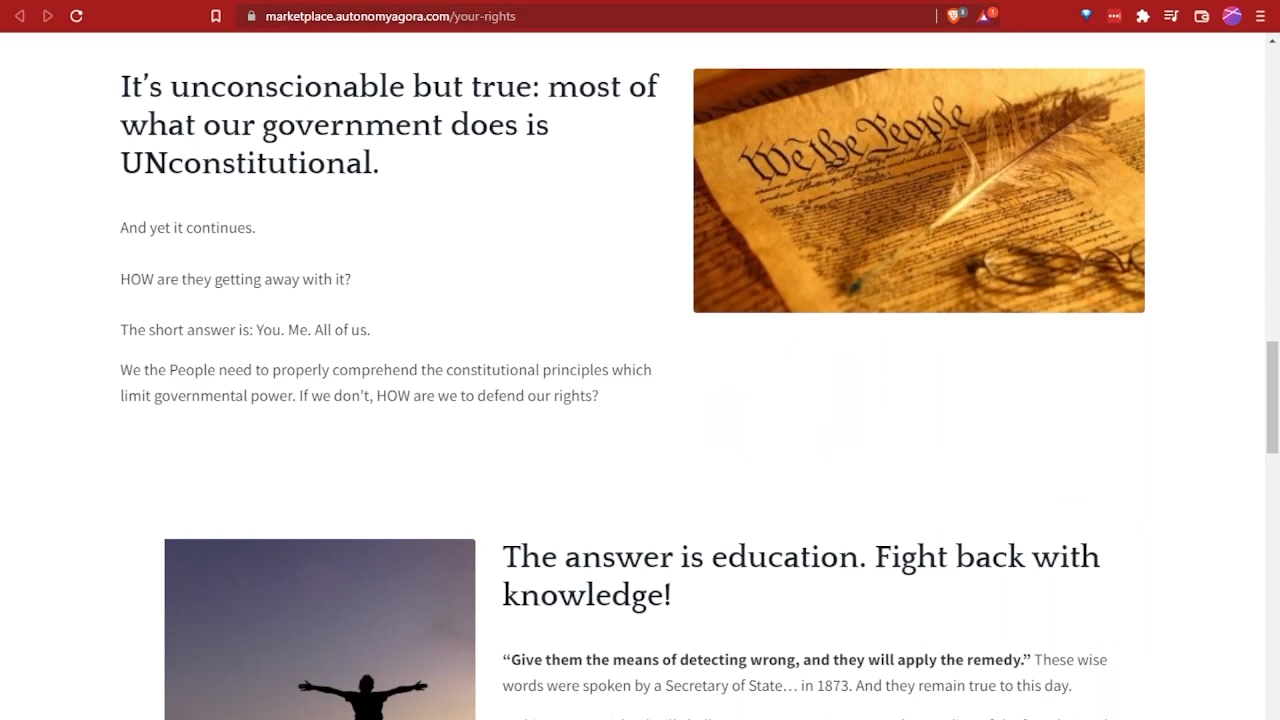 marketplace.autonomyagora.com/your-rights
It’s unconscionable but true: most of
what our government does is
UNconstitutional.
And yet it continues.
HOW are they getting away with it?
The short answer is: You. Me. All of us.
We the People need to properly comprehend the constitutional principles which
limit governmental power. If we don’t, HOW are we to defend our rights?
We the People
The answer is education. Fight back with
knowledge!
“Give them the means of detecting wrong, and they will apply the remedy.” These wise
words were spoken by a Secretary of State… in 1873. And they remain true to this day.